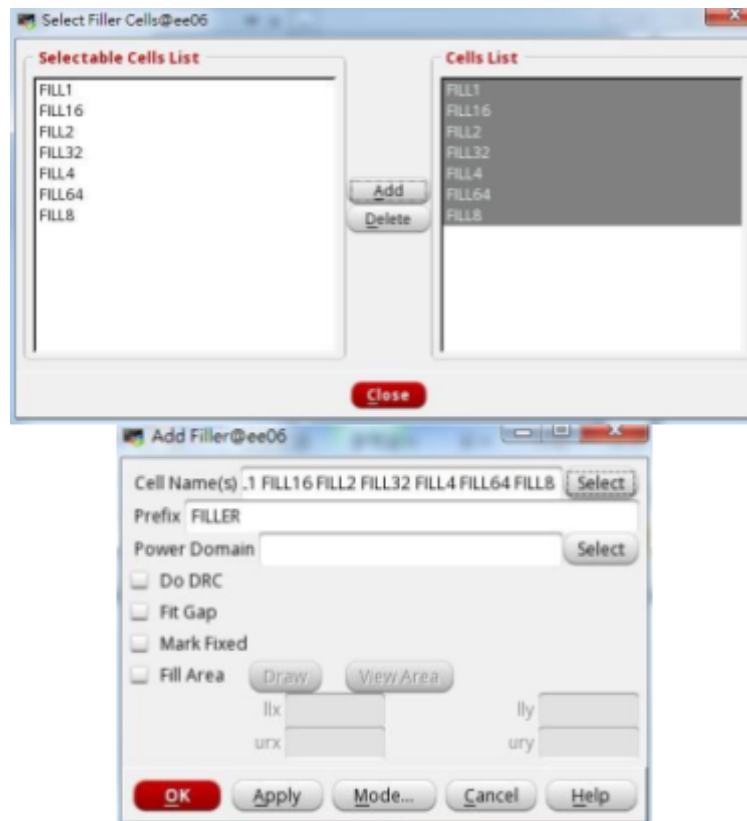 Select Filler Cells@ee06
Selectable Cells List
FILL1
FILL16
FILL2
FILL32
FILL4
FILL64
FILL8
Add
Delete
Cells List
FILL1
FILL16
FILL2
FILL32
FILL4
FILL64
FILL8
Close
Add Filler@ee06
Cell Name(s) .1 FILL16 FILL2 FILL32 FILL4 FILL64 FILL8 Select
Prefix FILLER
Power Domain Select
Do DRC
Fit Gap
Mark Fixed
Fill Area Draw View Area
llx lly
urx ury
OK Apply Mode... Cancel Help